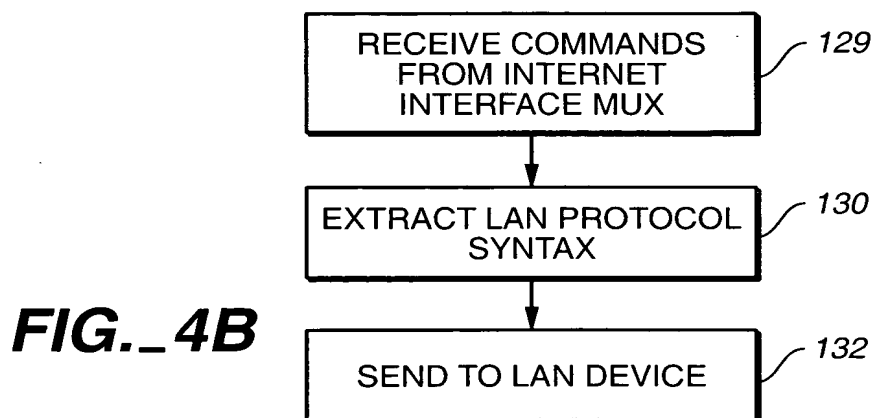 RECEIVE COMMANDS
FROM INTERNET
INTERFACE MUX
129
EXTRACT LAN PROTOCOL
SYNTAX
130
FIG._4B
SEND TO LAN DEVICE
132